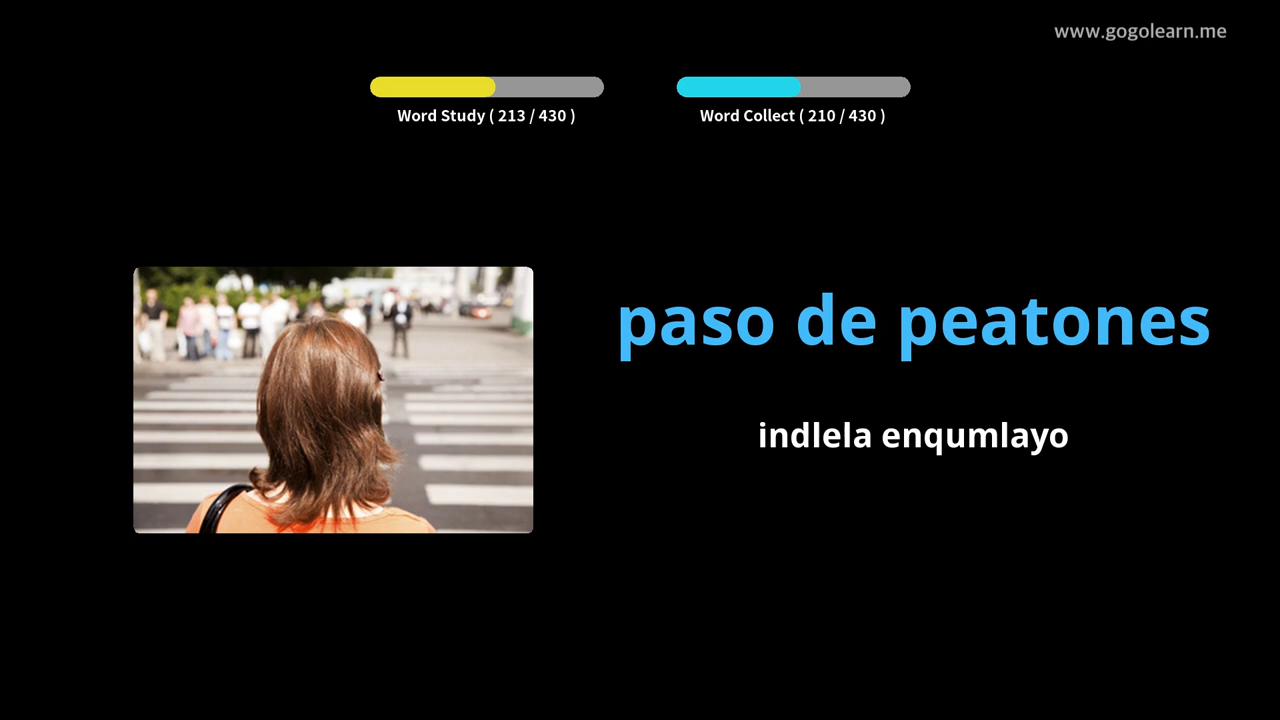 www.gogolearn.me
Word Study ( 213 / 430 )
Word Collect ( 210 / 430 )
paso de peatones
indlela enqumlayo